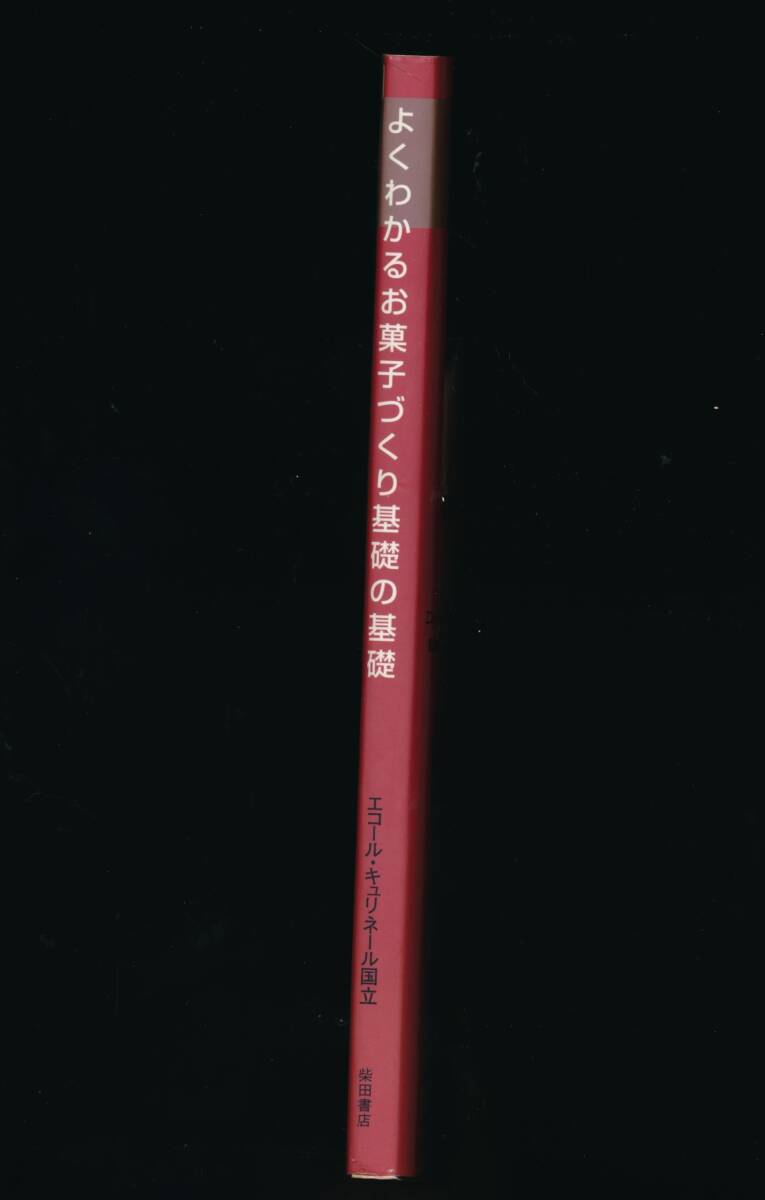 よくわかるお菓子づくり基礎の基礎
エコール・キュリネール国立
柴田書店